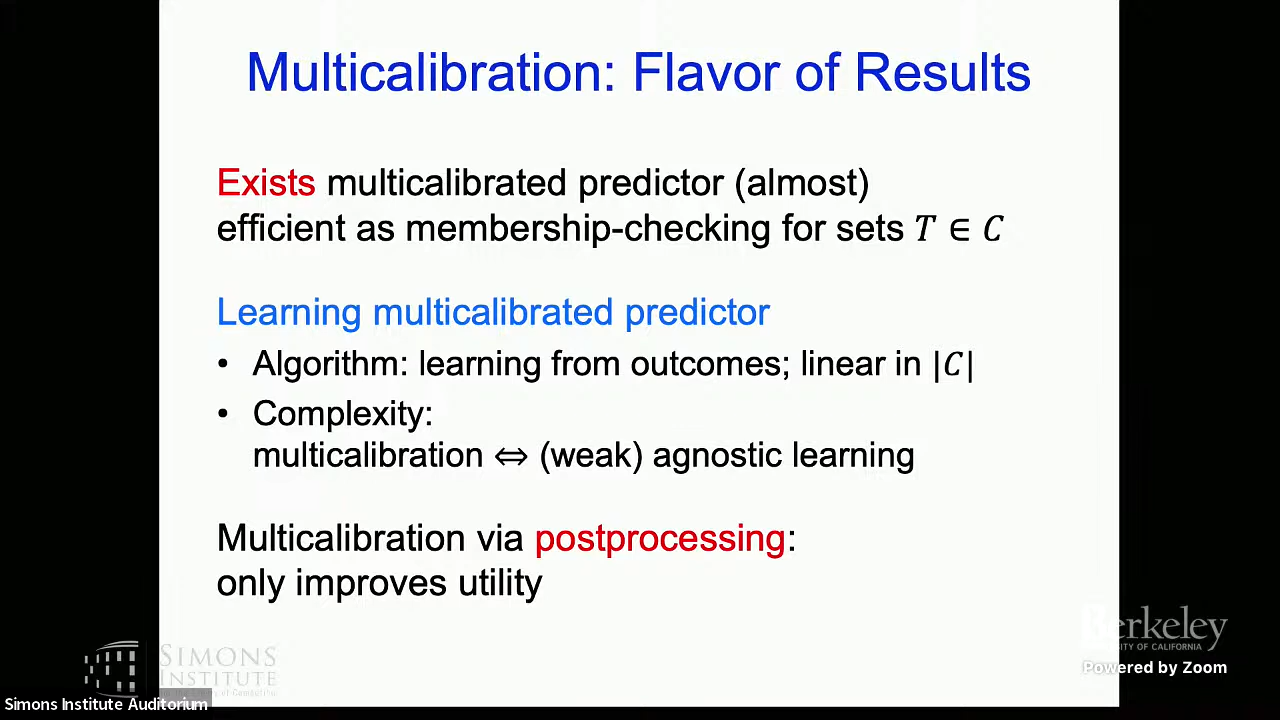 Multicalibration: Flavor of Results
Exists multicalibrated predictor (almost)
efficient as membership-checking for sets 𝑇 ∈ 𝐶
Learning multicalibrated predictor
• Algorithm: learning from outcomes; linear in |𝐶|
• Complexity:
multicalibration ⇔ (weak) agnostic learning
Multicalibration via postprocessing:
only improves utility
SIMONS
INSTITUTE
Berkeley
Powered by Zoom
Simons Institute Auditorium